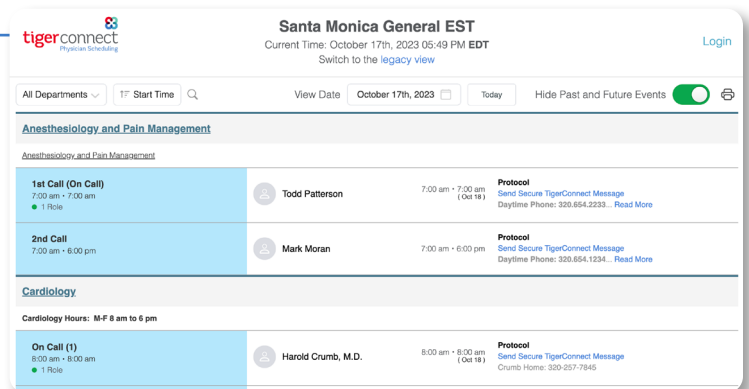 tigerconnect
Physician Scheduling
Santa Monica General EST
Current Time: October 17th, 2023 05:49 PM EDT
Switch to the legacy view
Login
All Departments
Start Time
View Date
October 17th, 2023
Today
Hide Past and Future Events
Anesthesiology and Pain Management
Anesthesiology and Pain Management
1st Call (On Call)
7:00 am • 7:00 am
1 Role
Todd Patterson
7:00 am • 7:00 am
( Oct 18 )
Protocol
Send Secure TigerConnect Message
Daytime Phone: 320.654.2233... Read More
2nd Call
7:00 am • 6:00 pm
Mark Moran
7:00 am • 6:00 pm
Protocol
Send Secure TigerConnect Message
Daytime Phone: 320.654.1234... Read More
Cardiology
Cardiology Hours: M-F 8 am to 6 pm
On Call (1)
8:00 am • 8:00 am
1 Role
Harold Crumb, M.D.
8:00 am • 8:00 am
( Oct 18 )
Protocol
Send Secure TigerConnect Message
Crumb Home: 320-257-7845